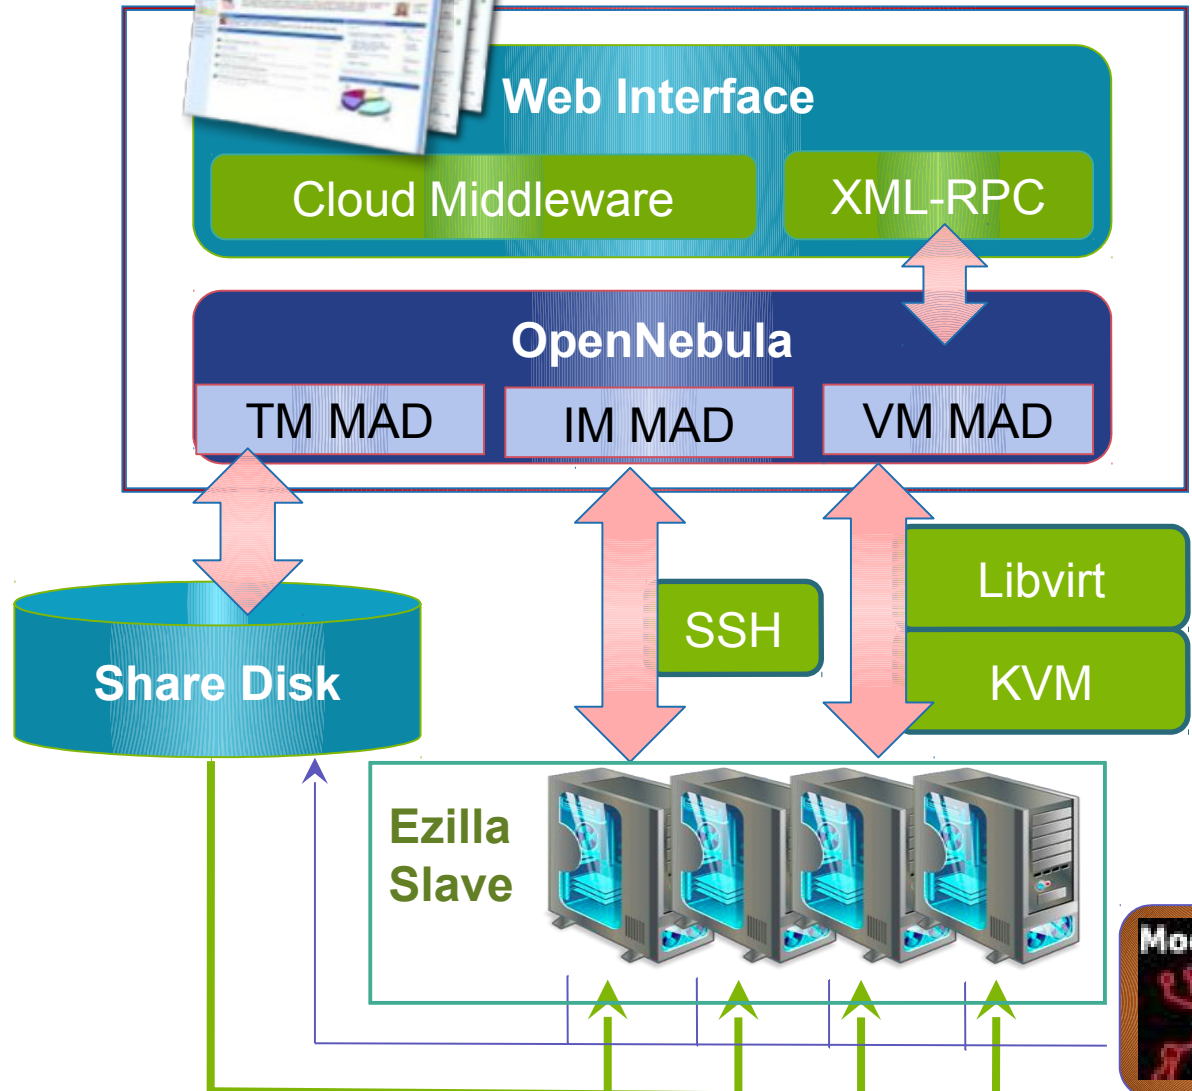 Web Interface
Cloud Middleware
XML-RPC
OpenNebula
TM MAD
IM MAD
VM MAD
Libvirt
SSH
KVM
Share Disk
Ezilla
Slave